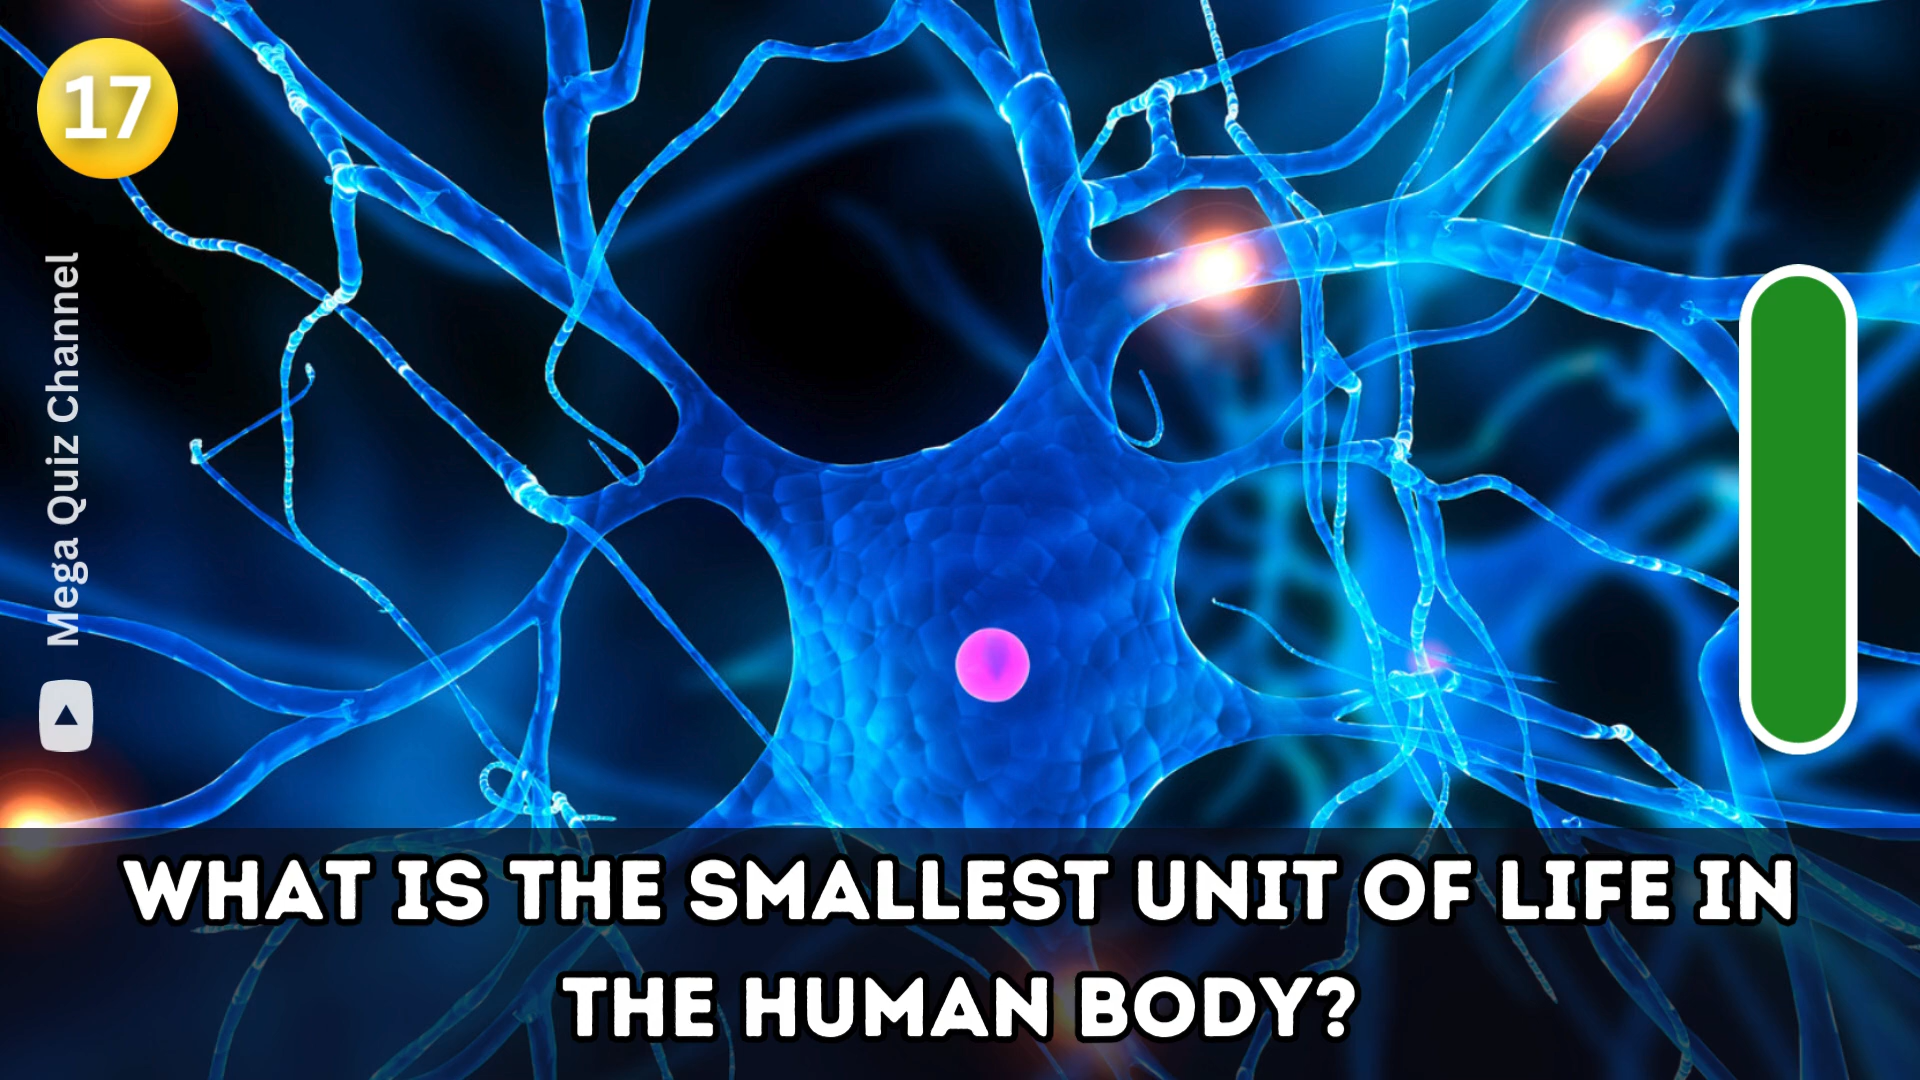 17
Mega Quiz Channel
WHAT IS THE SMALLEST UNIT OF LIFE IN
THE HUMAN BODY?